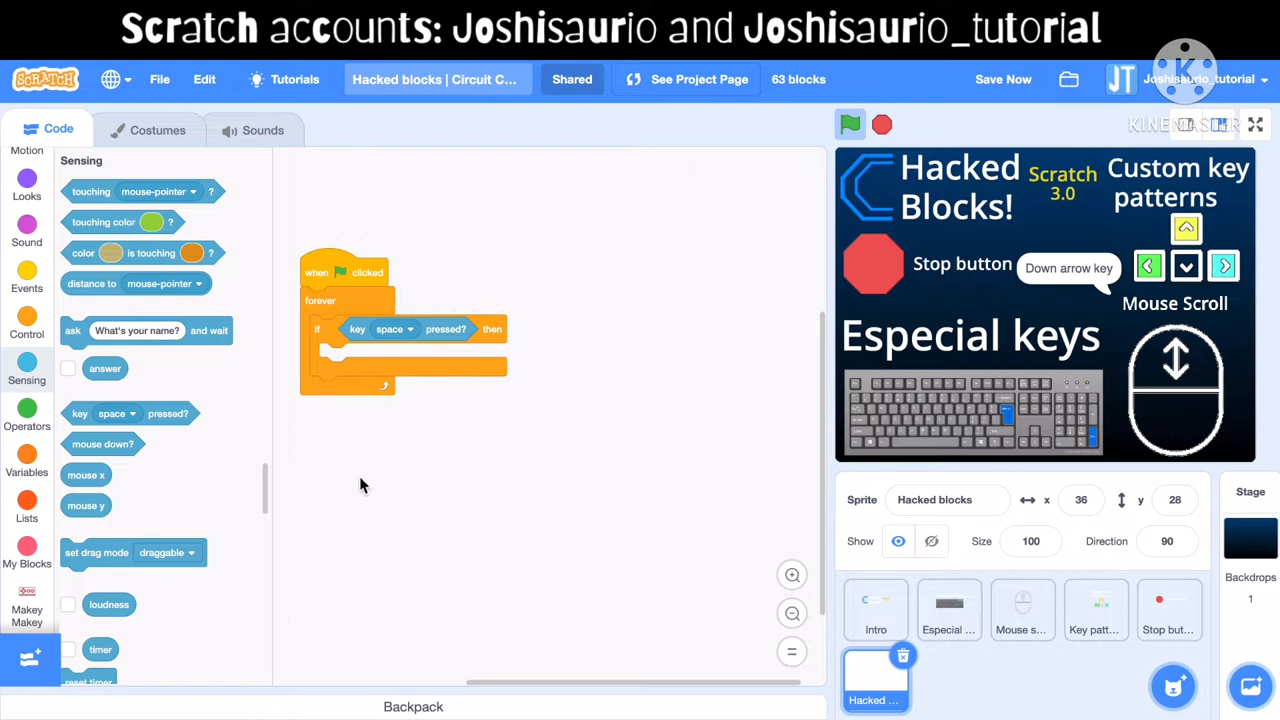 Scratch accounts: Joshisaurio and Joshisaurio_tutorial
SCRATCH
File
Edit
Tutorials
Hacked blocks | Circuit C...
Shared
See Project Page
63 blocks
Save Now
JT
Joshisaurio_tutorial
K
KINEMASTER
Code
Costumes
Sounds
Motion
Looks
Sound
Events
Control
Sensing
Operators
Variables
Lists
My Blocks
Makey
Makey
Sensing
touching mouse-pointer ?
touching color ?
color is touching ?
distance to mouse-pointer
ask What's your name? and wait
answer
key space pressed?
mouse down?
mouse x
mouse y
set drag mode draggable
loudness
timer
reset timer
when clicked
forever
if key space pressed? then
Hacked
Blocks!
Scratch
3.0
Custom key
patterns
Stop button
Down arrow key
Mouse Scroll
Especial keys
Sprite
Hacked blocks
x
36
y
28
Show
Size
100
Direction
90
Intro
Especial ...
Mouse s...
Key patt...
Stop but...
Hacked ...
Stage
Backdrops
1
Backpack